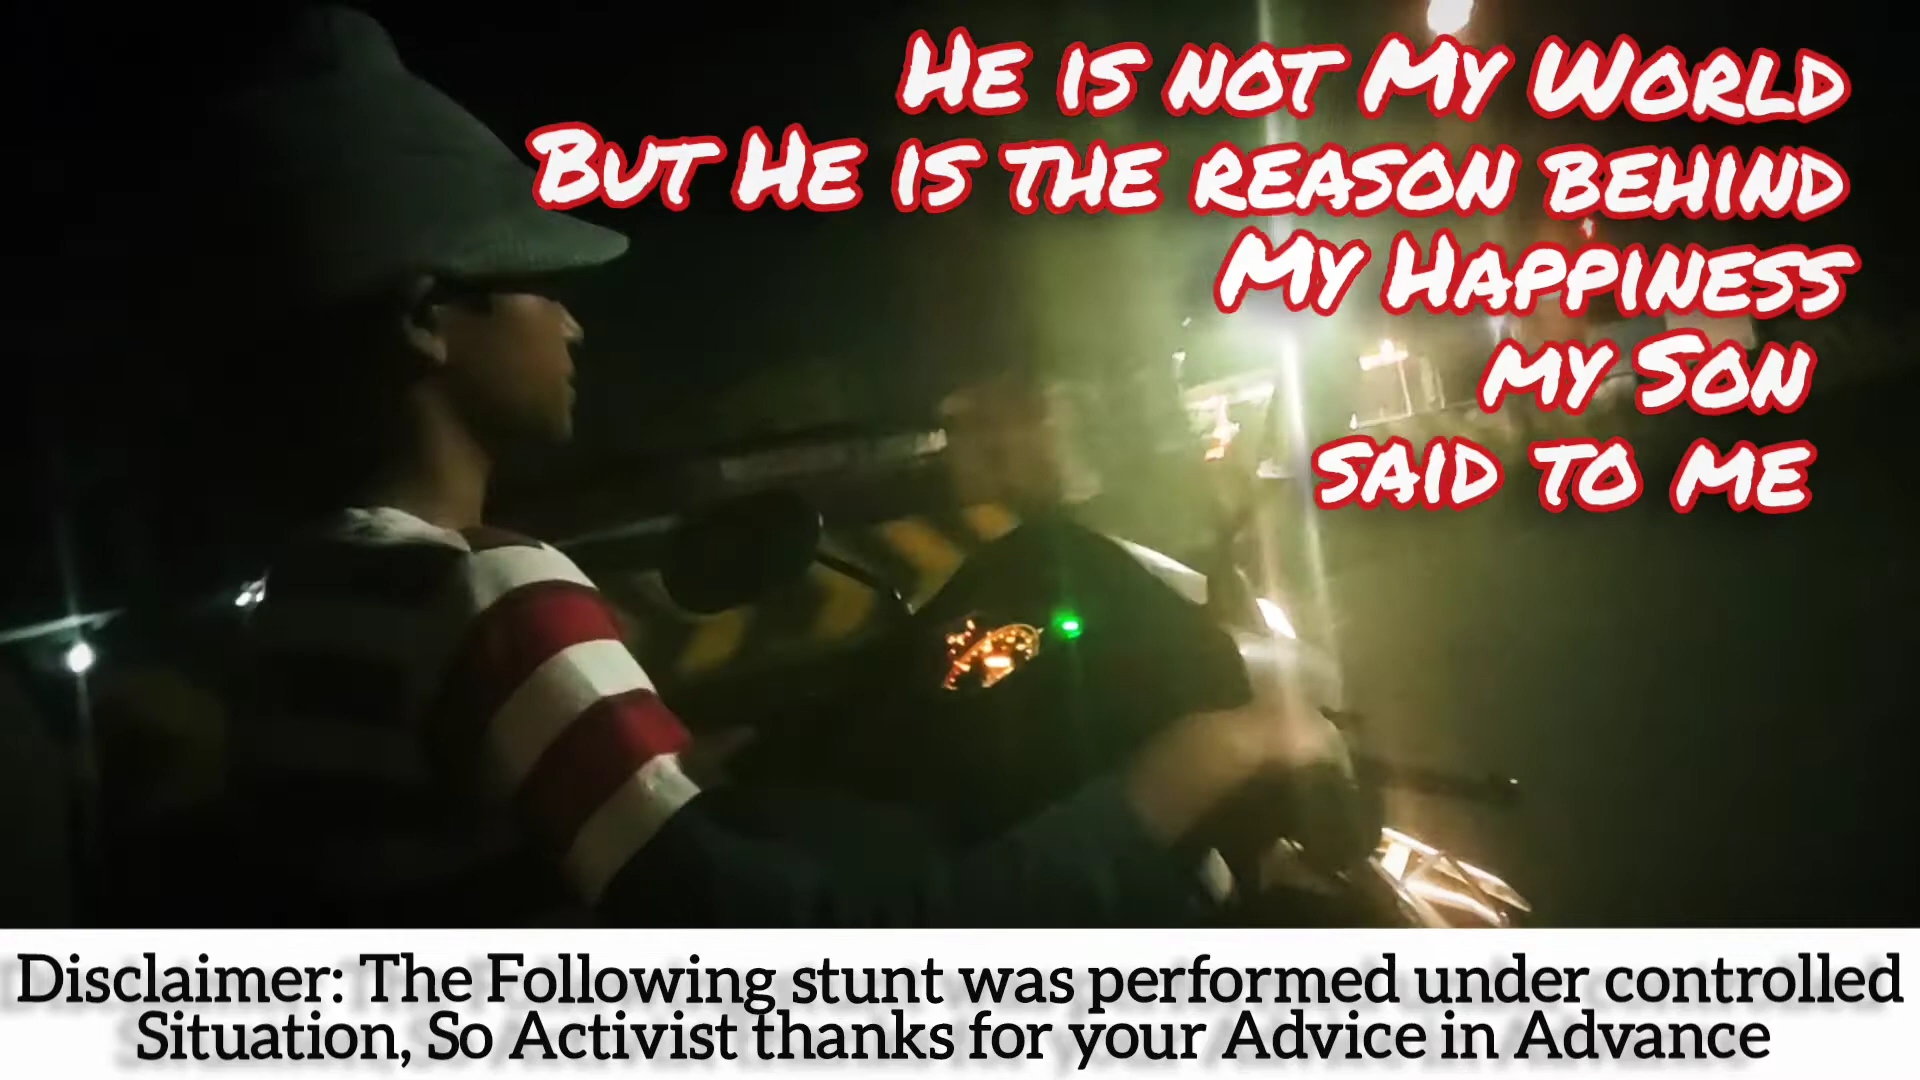 He is not My World
But He is the reason behind
My Happiness
my Son
said to me
Disclaimer: The Following stunt was performed under controlled
Situation, So Activist thanks for your Advice in Advance